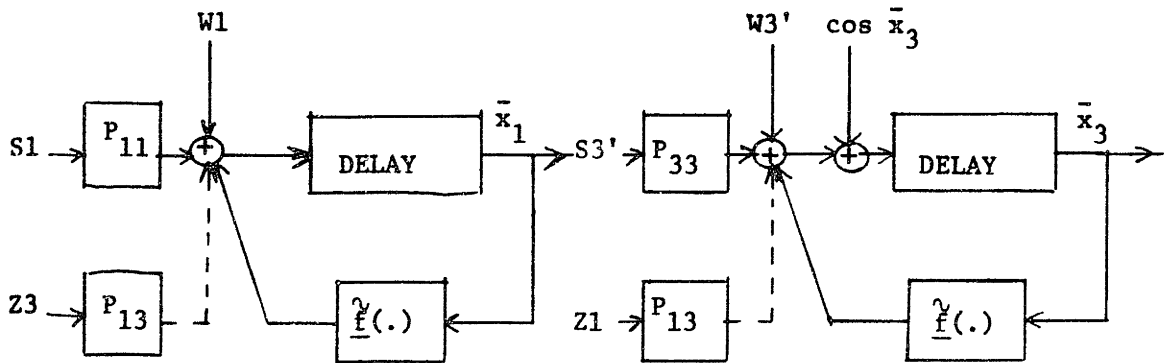 W1
W3' cos x̄₃
S1 P₁₁ + DELAY x̄₁ S3' P₃₃ + + DELAY x̄₃
Z3 P₁₃ f̃(.) Z1 P₁₃ f̃(.)